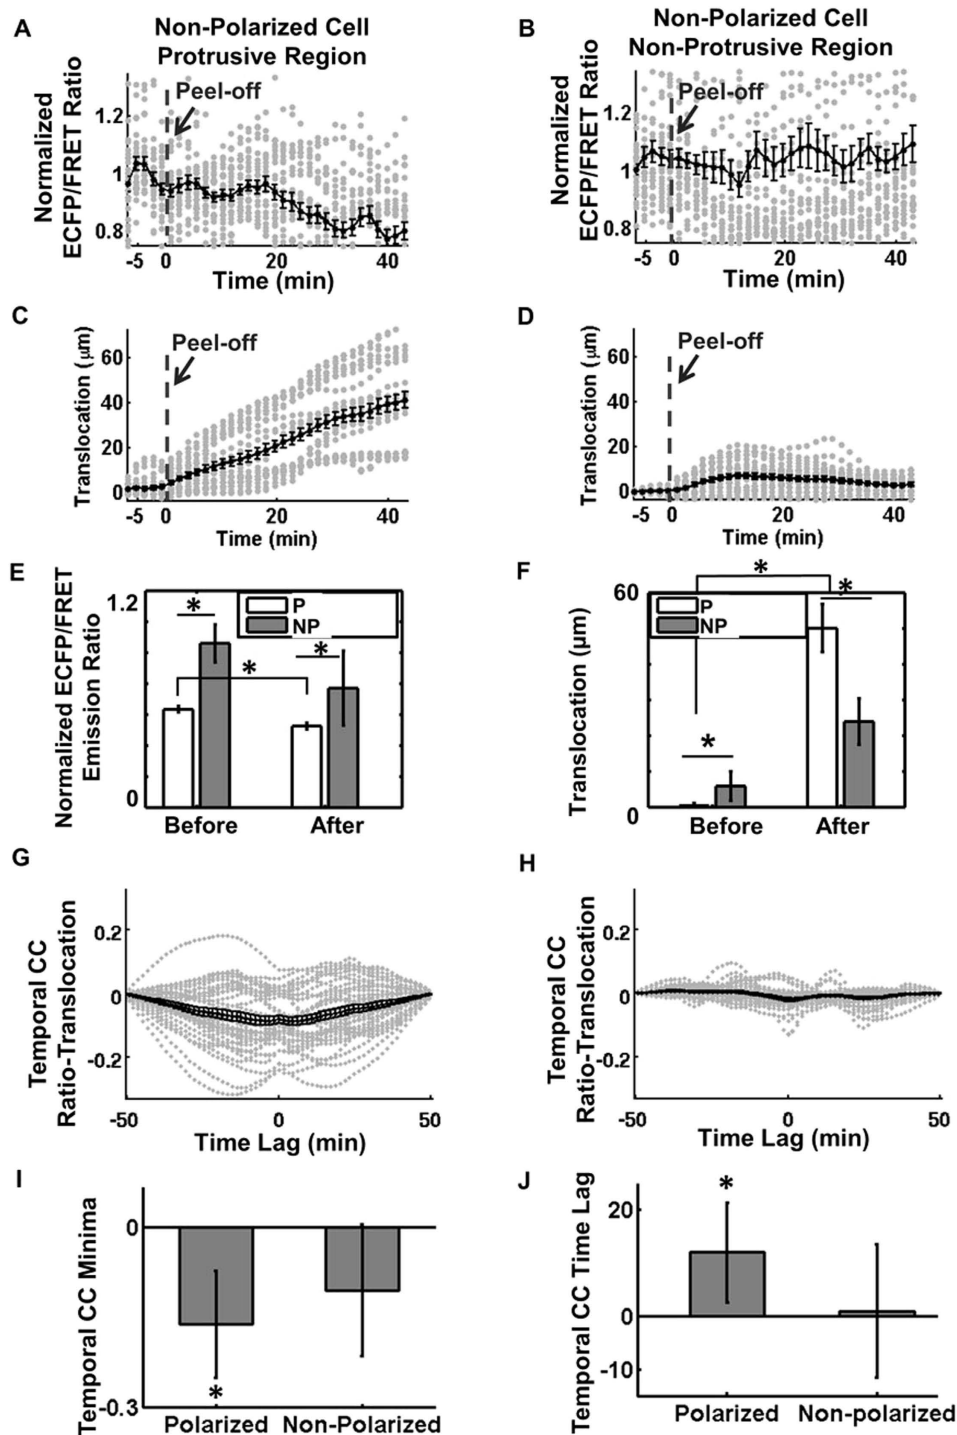 A
Non-Polarized Cell
Protrusive Region
Normalized
ECFP/FRET Ratio
1.2
1
0.8
Peel-off
-5 0 20 40
Time (min)
B
Non-Polarized Cell
Non-Protrusive Region
Normalized
ECFP/FRET Ratio
1.2
1
0.8
Peel-off
-5 0 20 40
Time (min)
C
Translocation (μm)
60
40
20
0
Peel-off
-5 0 20 40
Time (min)
D
Translocation (μm)
60
40
20
0
Peel-off
-5 0 20 40
Time (min)
E
Normalized ECFP/FRET
Emission Ratio
1.2
0
P
NP
*
*
*
Before After
F
Translocation (μm)
60
0
P
NP
*
*
*
Before After
G
Temporal CC
Ratio-Translocation
0.2
0
-0.2
-50 0 50
Time Lag (min)
H
Temporal CC
Ratio-Translocation
0.2
0
-0.2
-50 0 50
Time Lag (min)
I
Temporal CC Minima
0
-0.3
*
Polarized Non-Polarized
J
Temporal CC Time Lag
20
0
-10
*
Polarized Non-polarized